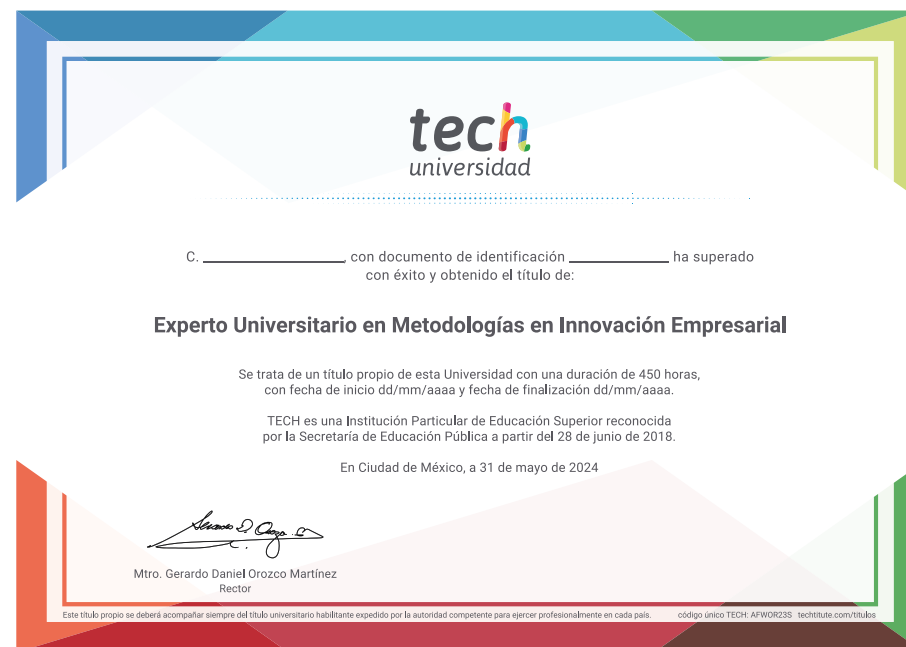 tech
universidad
C. ____________, con documento de identificación ____________ ha superado
con éxito y obtenido el título de:
Experto Universitario en Metodologías en Innovación Empresarial
Se trata de un título propio de esta Universidad con una duración de 450 horas,
con fecha de inicio dd/mm/aaaa y fecha de finalización dd/mm/aaaa.
TECH es una Institución Particular de Educación Superior reconocida
por la Secretaría de Educación Pública a partir del 28 de junio de 2018.
En Ciudad de México, a 31 de mayo de 2024
Mtro. Gerardo Daniel Orozco Martínez
Rector
Este título propio se deberá acompañar siempre del título universitario habilitante expedido por la autoridad competente para ejercer profesionalmente en cada país. código único TECH: AFWOR23S techtitute.com/titulos